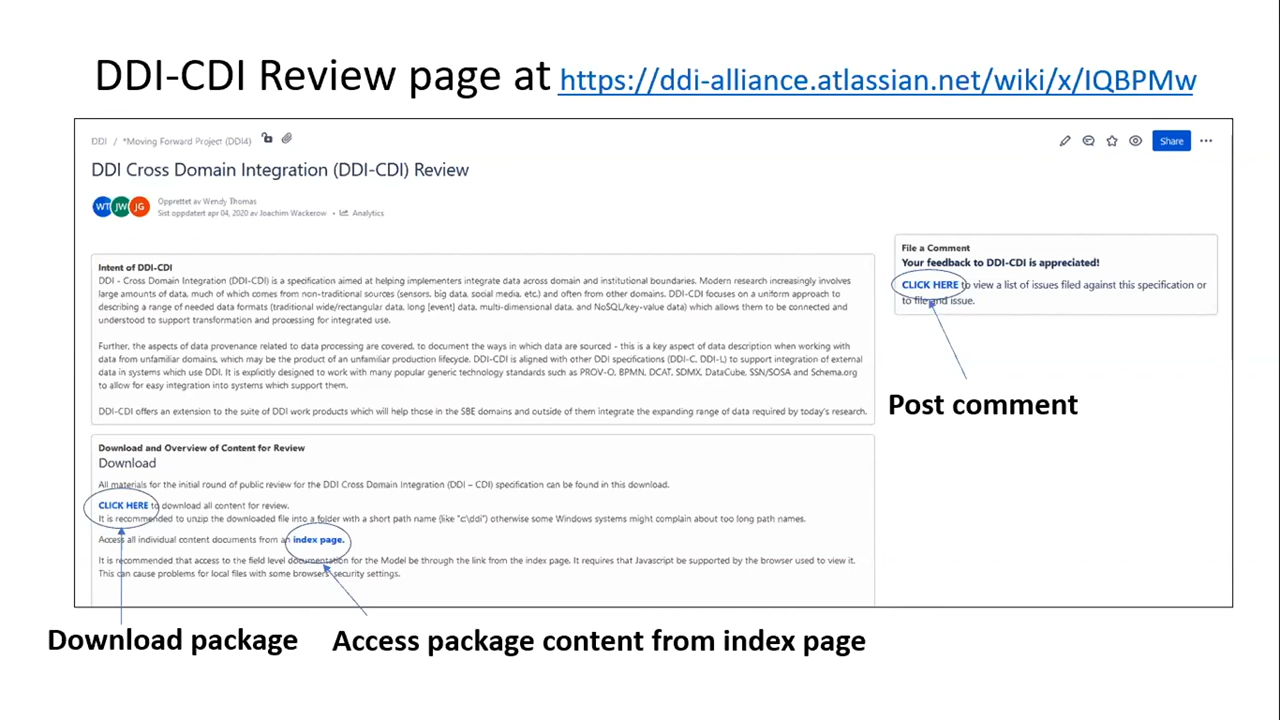 DDI-CDI Review page at https://ddi-alliance.atlassian.net/wiki/x/IQBPMw
DDI / *Moving Forward Project (DDI4)
Share
DDI Cross Domain Integration (DDI-CDI) Review
WT JW JG
Opprettet av Wendy Thomas
Sist oppdatert apr 04, 2020 av Joachim Wackerow • Analytics
Intent of DDI-CDI
DDI - Cross Domain Integration (DDI-CDI) is a specification aimed at helping implementers integrate data across domain and institutional boundaries. Modern research increasingly involves
large amounts of data, much of which comes from non-traditional sources (sensors, big data, social media, etc.) and often from other domains. DDI-CDI focuses on a uniform approach to
describing a range of needed data formats (traditional wide/rectangular data, long [event] data, multi-dimensional data, and NoSQL/key-value data) which allows them to be connected and
understood to support transformation and processing for integrated use.
Further, the aspects of data provenance related to data processing are covered, to document the ways in which data are sourced - this is a key aspect of data description when working with
data from unfamiliar domains, which may be the product of an unfamiliar production lifecycle. DDI-CDI is aligned with other DDI specifications (DDI-C, DDI-L) to support integration of external
data in systems which use DDI. It is explicitly designed to work with many popular generic technology standards such as PROV-O, BPMN, DCAT, SDMX, DataCube, SSN/SOSA and Schema.org
to allow for easy integration into systems which support them.
DDI-CDI offers an extension to the suite of DDI work products which will help those in the SBE domains and outside of them integrate the expanding range of data required by today's research.
File a Comment
Your feedback to DDI-CDI is appreciated!
CLICK HERE to view a list of issues filed against this specification or
to file and issue.
Post comment
Download and Overview of Content for Review
Download
All materials for the initial round of public review for the DDI Cross Domain Integration (DDI – CDI) specification can be found in this download.
CLICK HERE to download all content for review.
It is recommended to unzip the downloaded file into a folder with a short path name (like "c:\ddi") otherwise some Windows systems might complain about too long path names.
Access all individual content documents from an index page.
It is recommended that access to the field level documentation for the Model be through the link from the index page. It requires that Javascript be supported by the browser used to view it.
This can cause problems for local files with some browsers' security settings.
Download package
Access package content from index page